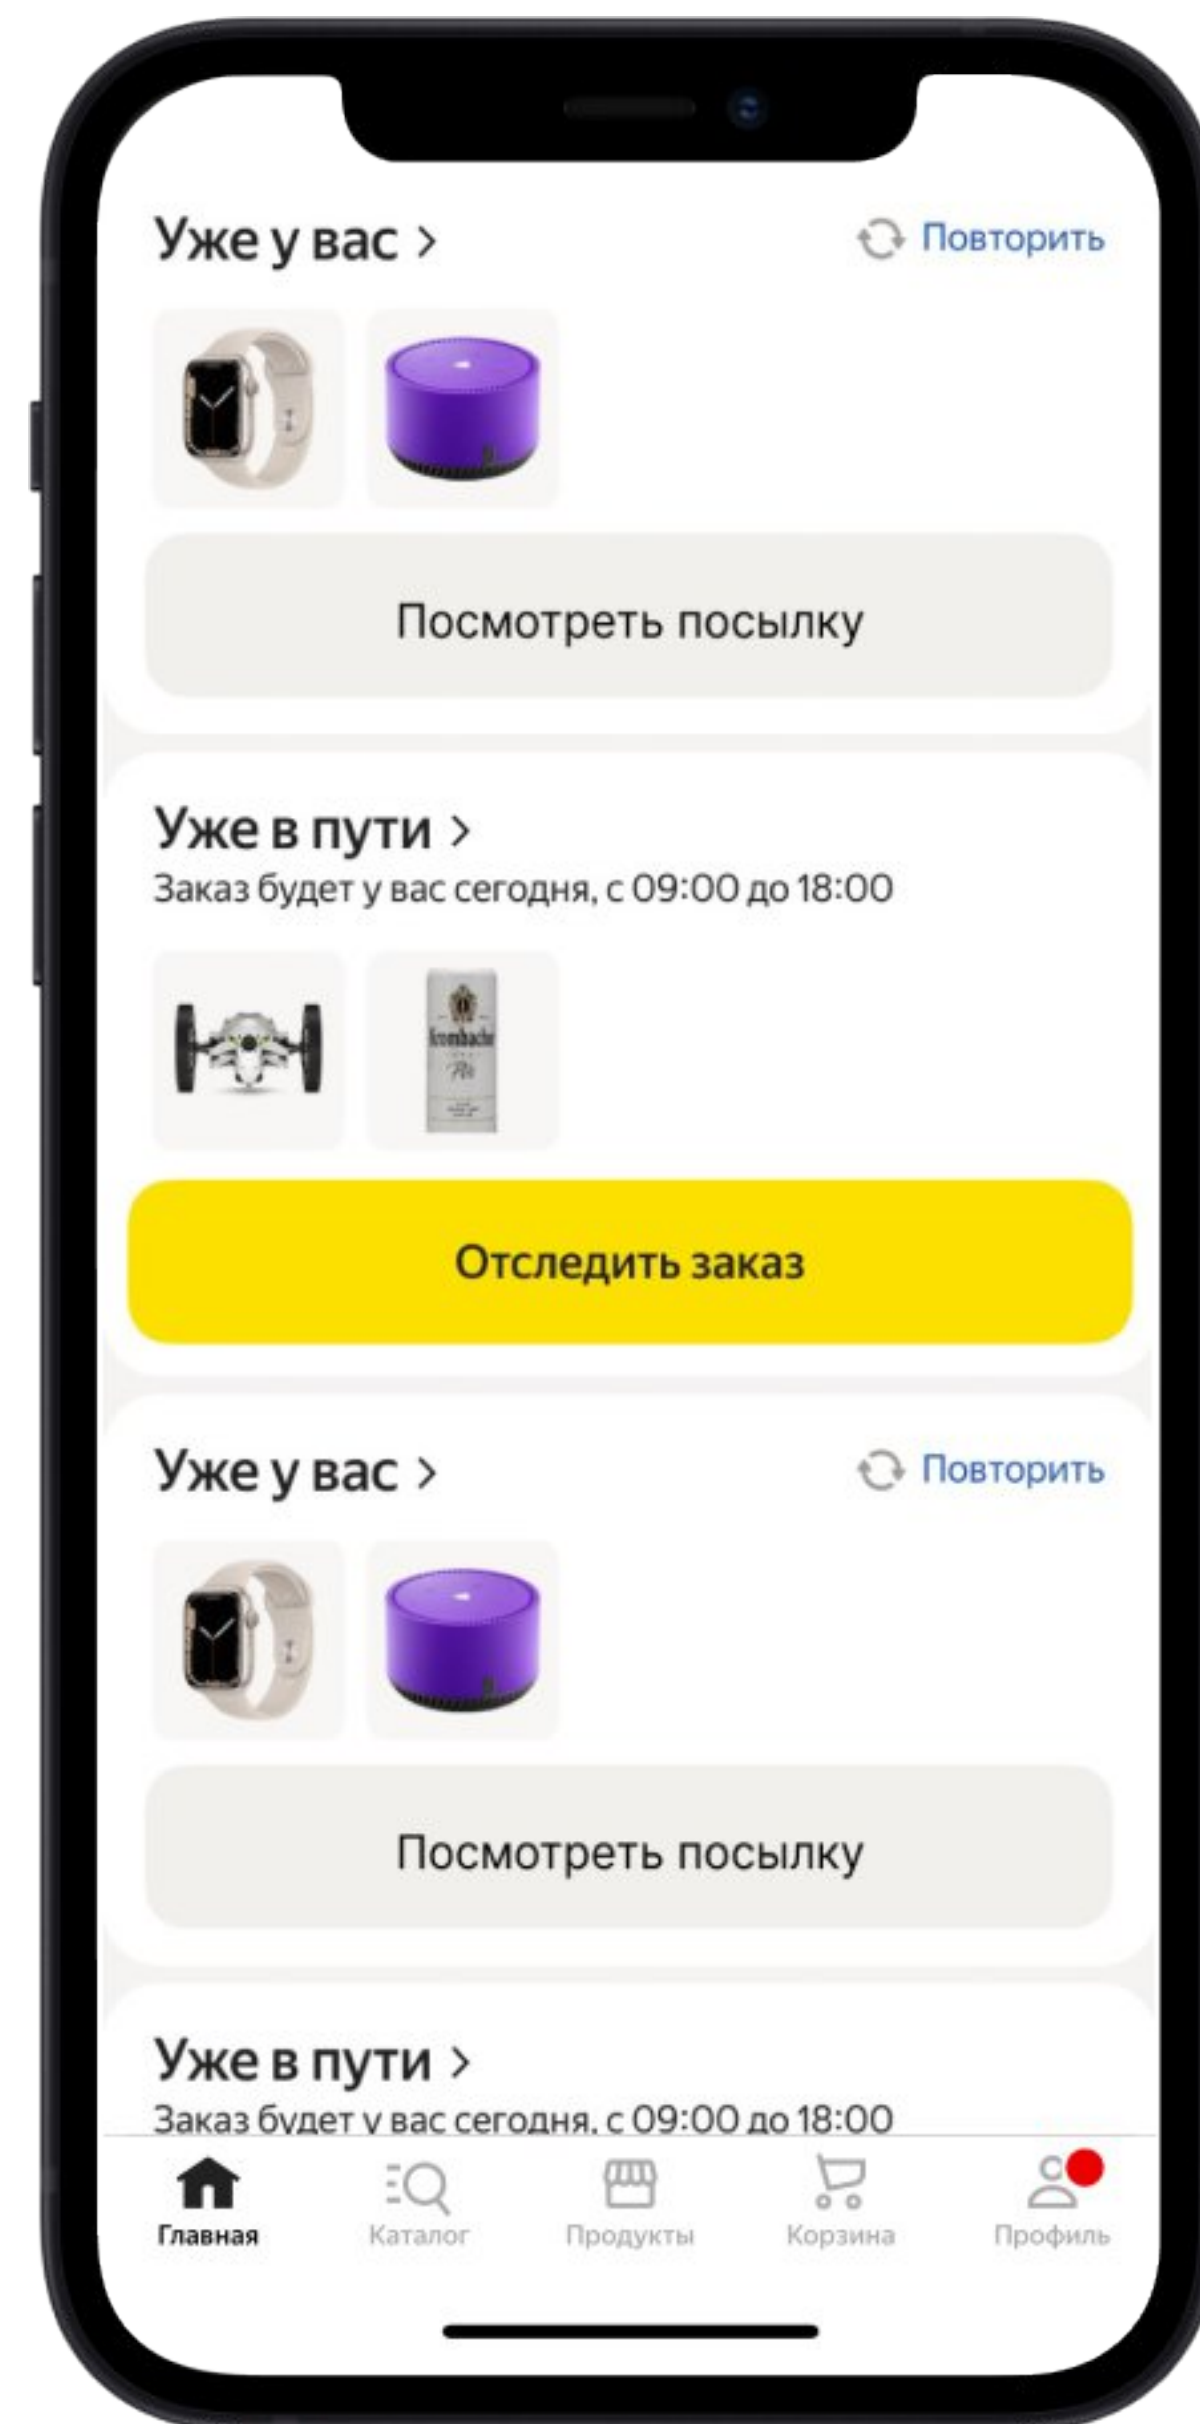 Уже у вас >
Повторить
Посмотреть посылку
Уже в пути >
Заказ будет у вас сегодня, с 09:00 до 18:00
Krombacher
Pils
Отследить заказ
Уже у вас >
Повторить
Посмотреть посылку
Уже в пути >
Заказ будет у вас сегодня, с 09:00 до 18:00
Главная
Каталог
Продукты
Корзина
Профиль